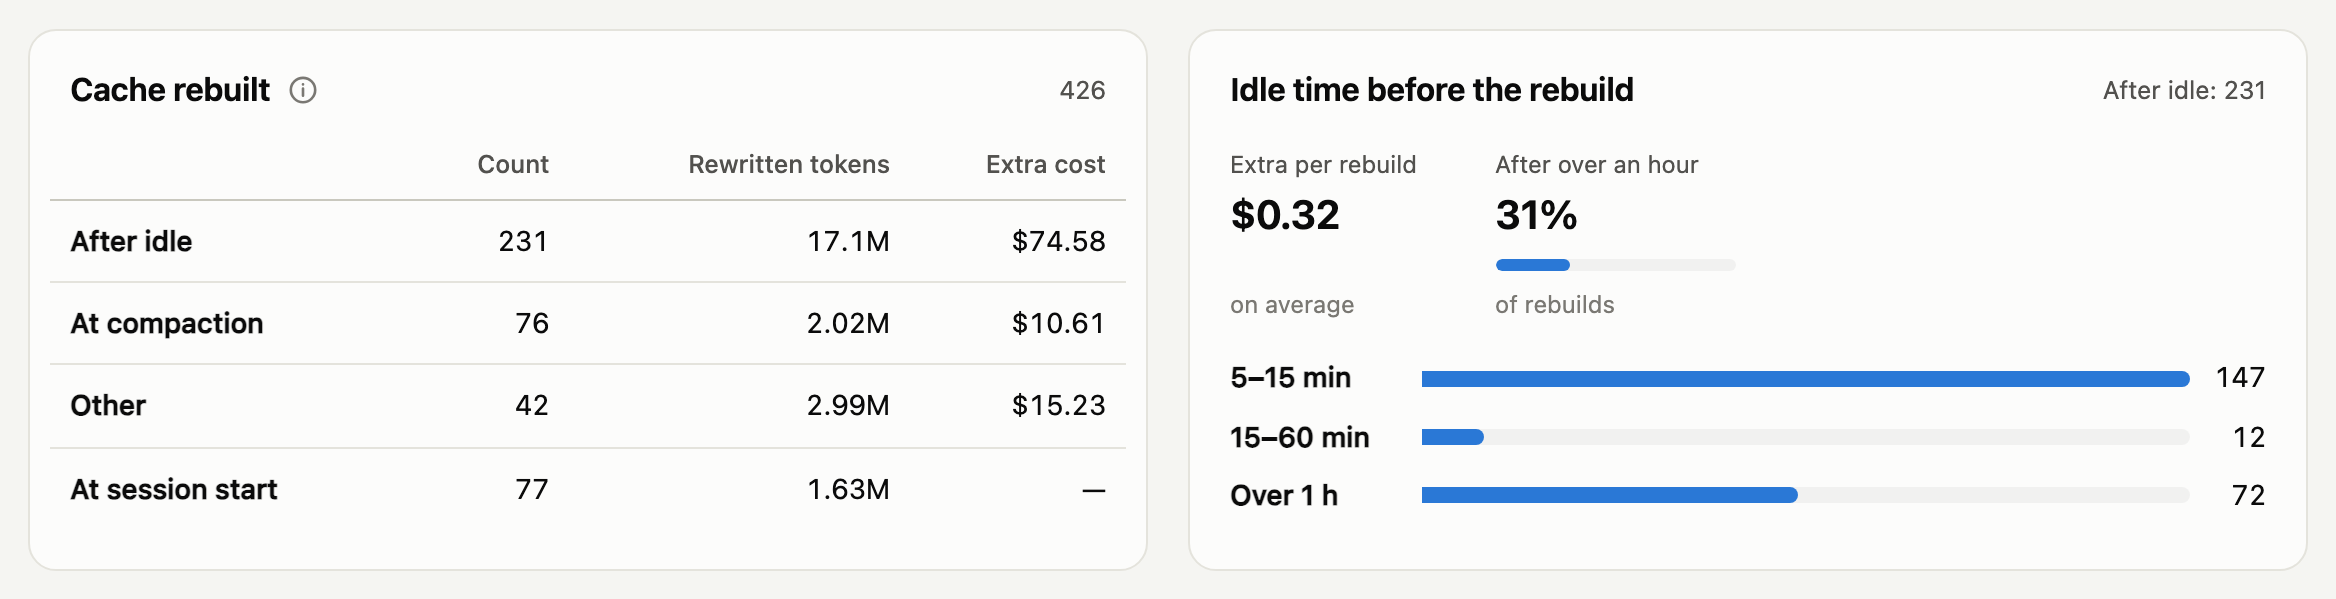 Cache rebuilt 426
Count Rewritten tokens Extra cost
After idle 231 17.1M $74.58
At compaction 76 2.02M $10.61
Other 42 2.99M $15.23
At session start 77 1.63M —
Idle time before the rebuild After idle: 231
Extra per rebuild After over an hour
$0.32 31%
on average of rebuilds
5–15 min 147
15–60 min 12
Over 1 h 72